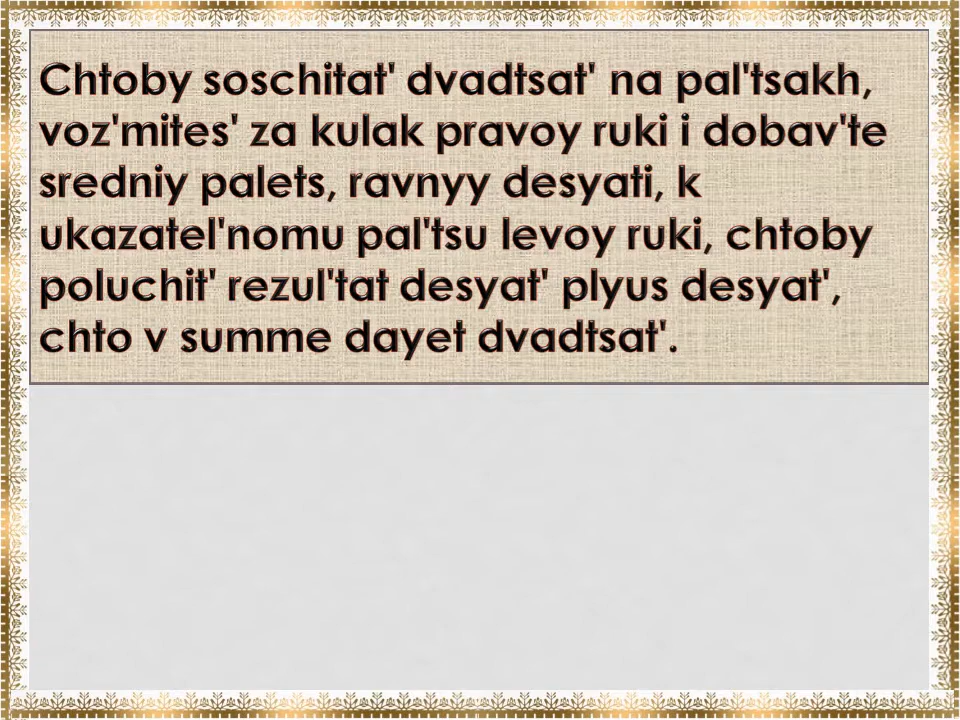 Chtoby soschitat' dvadtsat' na pal'tsakh,
voz'mites' za kulak pravoy ruki i dobav'te
sredniy palets, ravnyy desyati, k
ukazatel'nomu pal'tsu levoy ruki, chtoby
poluchit' rezul'tat desyat' plyus desyat',
chto v summe dayet dvadtsat'.